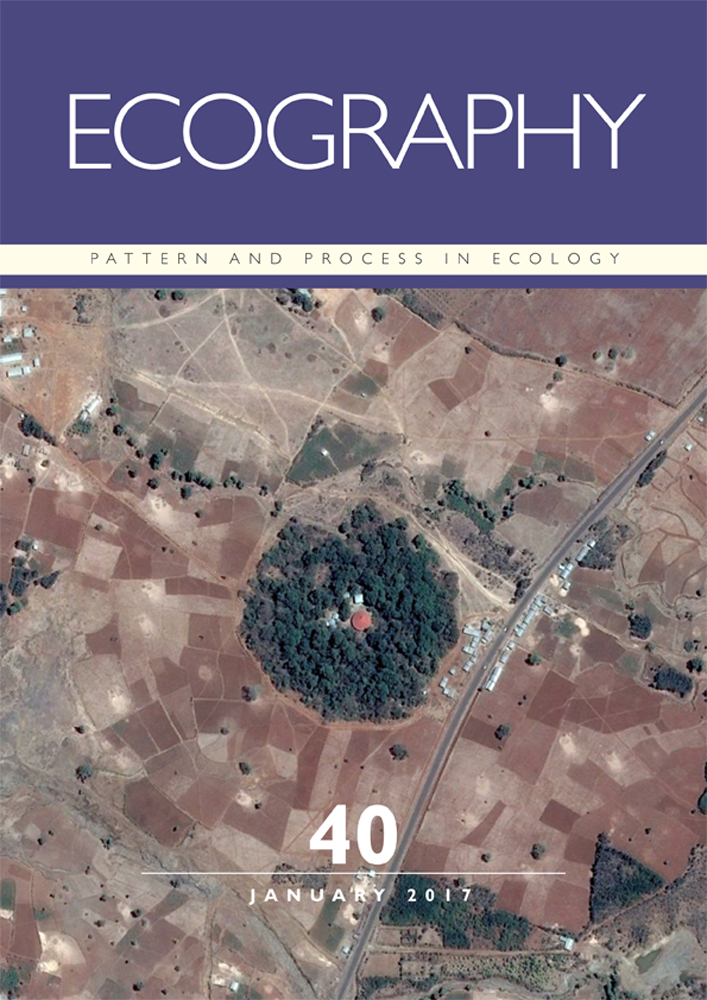 ECOGRAPHY
PATTERN AND PROCESS IN ECOLOGY
40
JANUARY 2017